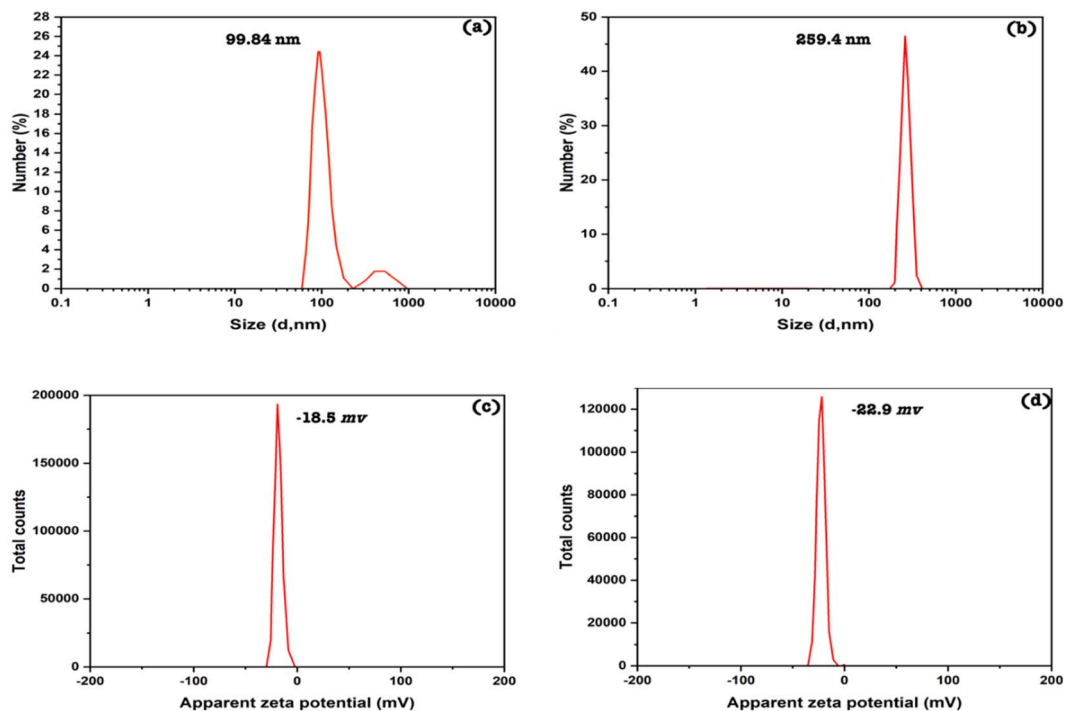 (a)
99.84 nm
28
26
24
22
20
18
16
14
12
10
8
6
4
2
0
Number (%)
0.1 1 10 100 1000 10000
Size (d,nm)
(b)
259.4 nm
50
40
30
20
10
0
Number (%)
0.1 1 10 100 1000 10000
Size (d,nm)
(c)
-18.5 mv
200000
150000
100000
50000
0
Total counts
-200 -100 0 100 200
Apparent zeta potential (mV)
(d)
-22.9 mv
120000
100000
80000
60000
40000
20000
0
Total counts
-200 -100 0 100 200
Apparent zeta potential (mV)